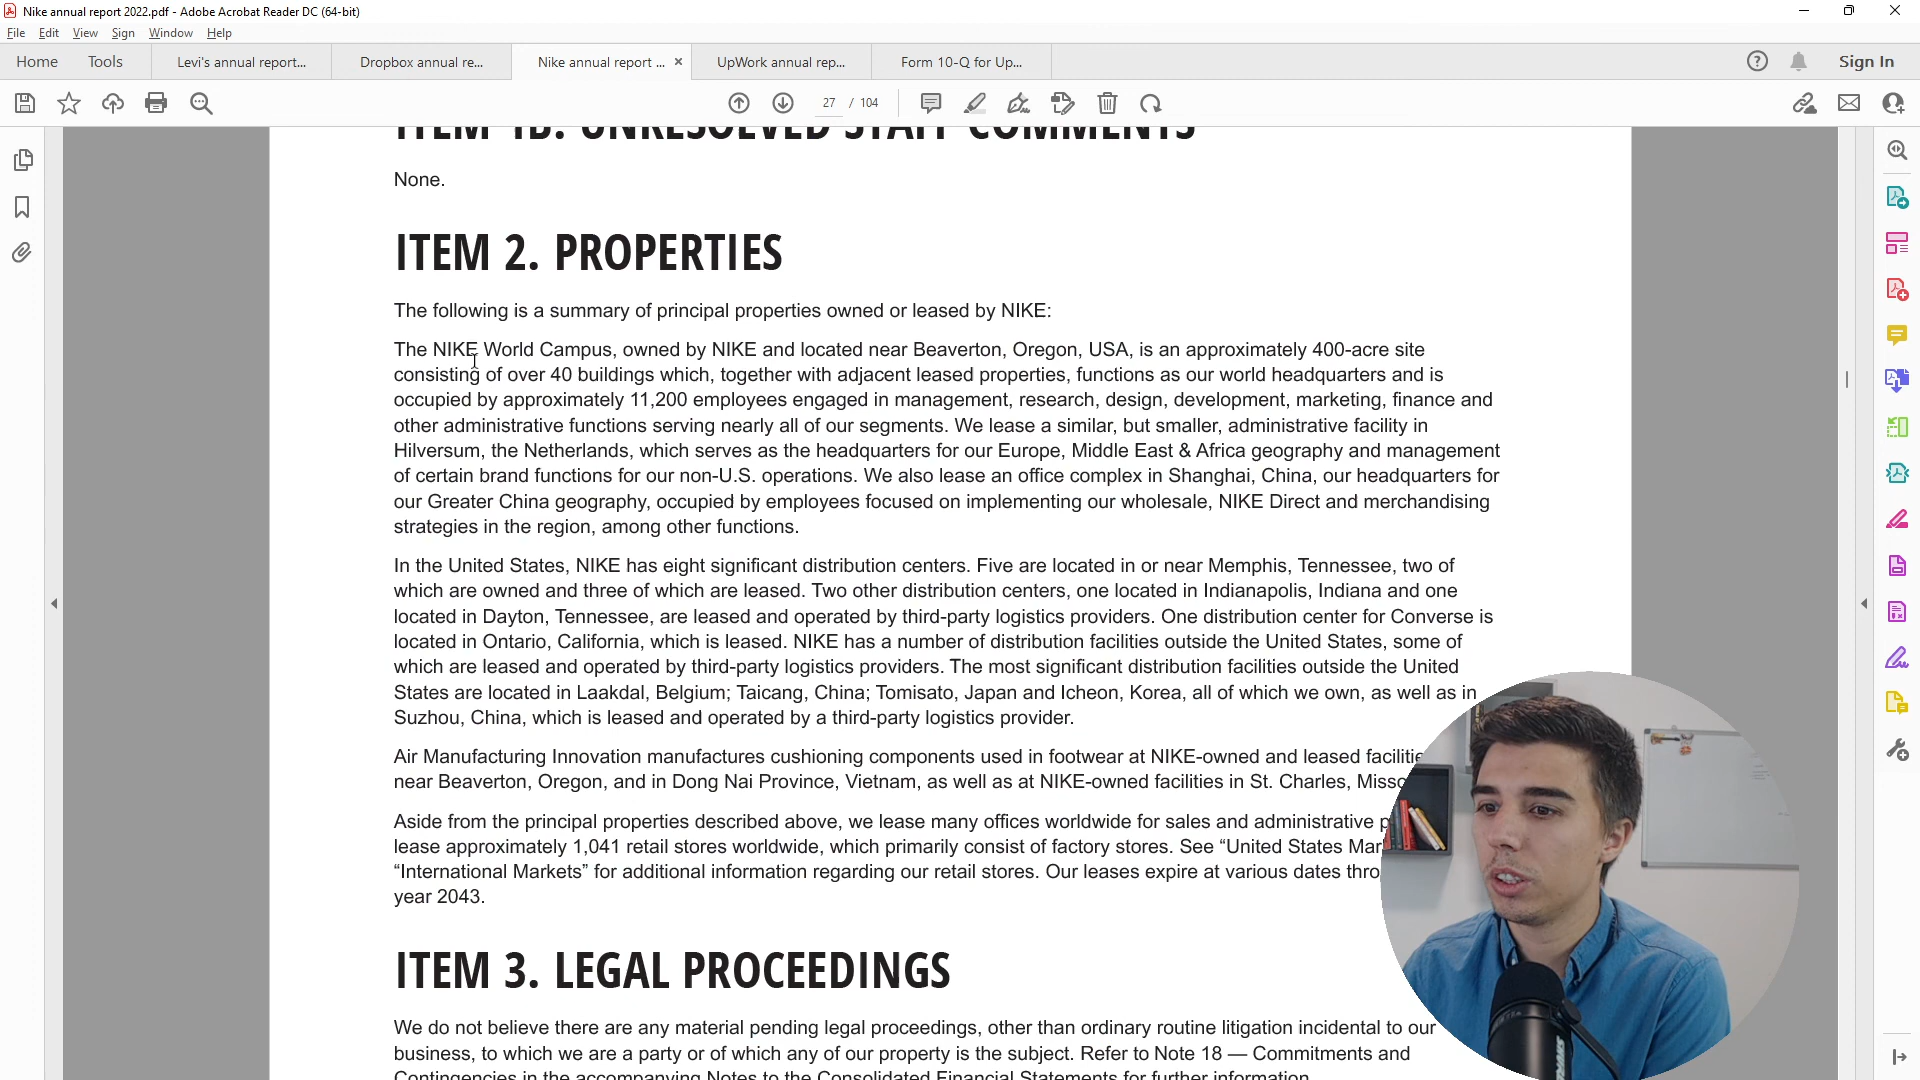 Nike annual report 2022.pdf - Adobe Acrobat Reader DC (64-bit)
File Edit View Sign Window Help
Home Tools Levi's annual report... Dropbox annual re... Nike annual report ... × UpWork annual rep... Form 10-Q for Up... Sign In
27 / 104
ITEM 1B. UNRESOLVED STAFF COMMENTS
None.
ITEM 2. PROPERTIES
The following is a summary of principal properties owned or leased by NIKE:
The NIKE World Campus, owned by NIKE and located near Beaverton, Oregon, USA, is an approximately 400-acre site
consisting of over 40 buildings which, together with adjacent leased properties, functions as our world headquarters and is
occupied by approximately 11,200 employees engaged in management, research, design, development, marketing, finance and
other administrative functions serving nearly all of our segments. We lease a similar, but smaller, administrative facility in
Hilversum, the Netherlands, which serves as the headquarters for our Europe, Middle East & Africa geography and management
of certain brand functions for our non-U.S. operations. We also lease an office complex in Shanghai, China, our headquarters for
our Greater China geography, occupied by employees focused on implementing our wholesale, NIKE Direct and merchandising
strategies in the region, among other functions.
In the United States, NIKE has eight significant distribution centers. Five are located in or near Memphis, Tennessee, two of
which are owned and three of which are leased. Two other distribution centers, one located in Indianapolis, Indiana and one
located in Dayton, Tennessee, are leased and operated by third-party logistics providers. One distribution center for Converse is
located in Ontario, California, which is leased. NIKE has a number of distribution facilities outside the United States, some of
which are leased and operated by third-party logistics providers. The most significant distribution facilities outside the United
States are located in Laakdal, Belgium; Taicang, China; Tomisato, Japan and Icheon, Korea, all of which we own, as well as in
Suzhou, China, which is leased and operated by a third-party logistics provider.
Air Manufacturing Innovation manufactures cushioning components used in footwear at NIKE-owned and leased
near Beaverton, Oregon, and in Dong Nai Province, Vietnam, as well as at NIKE-owned facilities in St. Charles,
Aside from the principal properties described above, we lease many offices worldwide for sales and administrative
lease approximately 1,041 retail stores worldwide, which primarily consist of factory stores. See “United States
“International Markets” for additional information regarding our retail stores. Our leases expire at various dates
year 2043.
ITEM 3. LEGAL PROCEEDINGS
We do not believe there are any material pending legal proceedings, other than ordinary routine litigation incidental to our
business, to which we are a party or of which any of our property is the subject. Refer to Note 18 — Commitments and
Contingencies in the accompanying Notes to the Consolidated Financial Statements for further information.